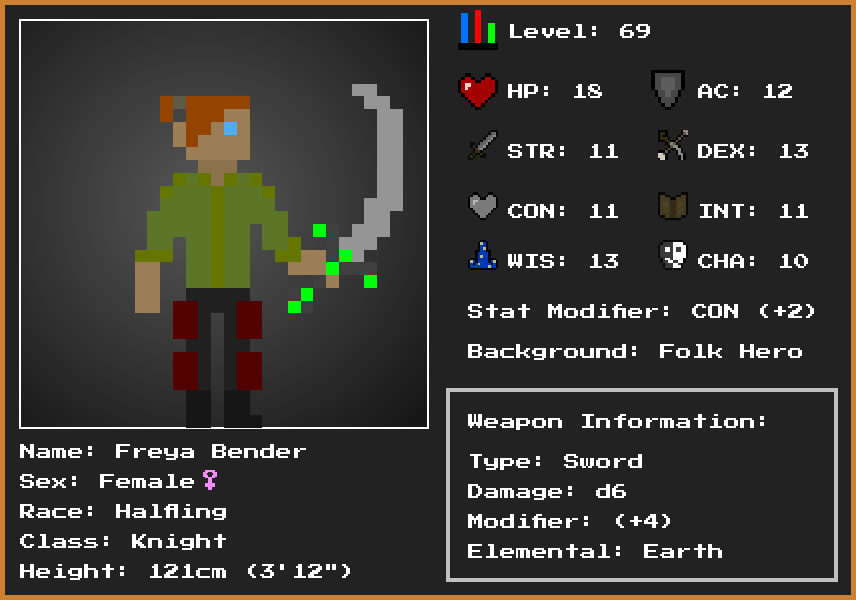 Level: 69
HP: 18
AC: 12
STR: 11
DEX: 13
CON: 11
INT: 11
WIS: 13
CHA: 10
Stat Modifier: CON (+2)
Background: Folk Hero
Weapon Information:
Type: Sword
Damage: d6
Modifier: (+4)
Elemental: Earth
Name: Freya Bender
Sex: Female♀
Race: Halfling
Class: Knight
Height: 121cm (3'12")